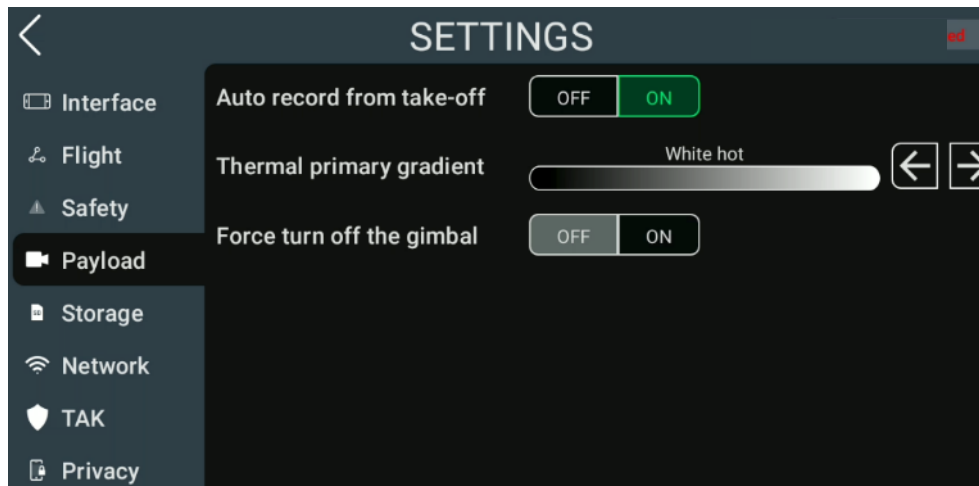 SETTINGS
ed
Interface
Flight
Safety
Payload
Storage
Network
TAK
Privacy
Auto record from take-off OFF ON
Thermal primary gradient White hot
Force turn off the gimbal OFF ON